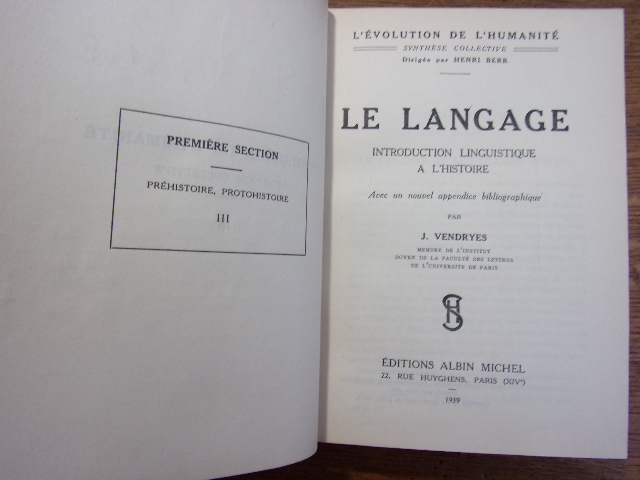 PREMIÈRE SECTION
PRÉHISTOIRE, PROTOHISTOIRE
III
L'ÉVOLUTION DE L'HUMANITÉ
SYNTHÈSE COLLECTIVE
Dirigée par HENRI BERR
LE LANGAGE
INTRODUCTION LINGUISTIQUE
A L'HISTOIRE
Avec un nouvel appendice bibliographique
PAR
J. VENDRYES
MEMBRE DE L'INSTITUT
DOYEN DE LA FACULTÉ DES LETTRES
DE L'UNIVERSITÉ DE PARIS
ÉDITIONS ALBIN MICHEL
22, RUE HUYGHENS, PARIS (XIVᵉ)
1939